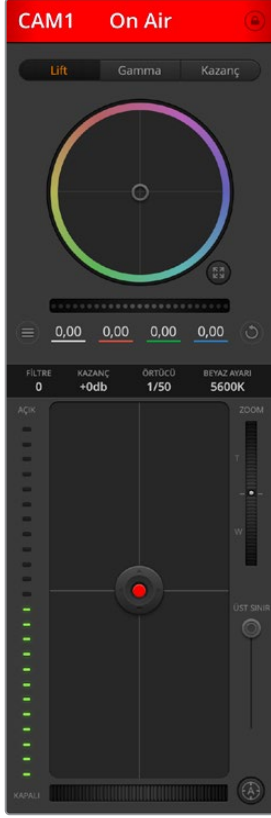 CAM1 On Air
Lift Gamma Kazanç
0,00 0,00 0,00 0,00
FİLTRE KAZANÇ ÖRTÜCÜ BEYAZ AYARI
0 +0db 1/50 5600K
AÇIK ZOOM
T
W
ÜST SINIR
KAPALI A